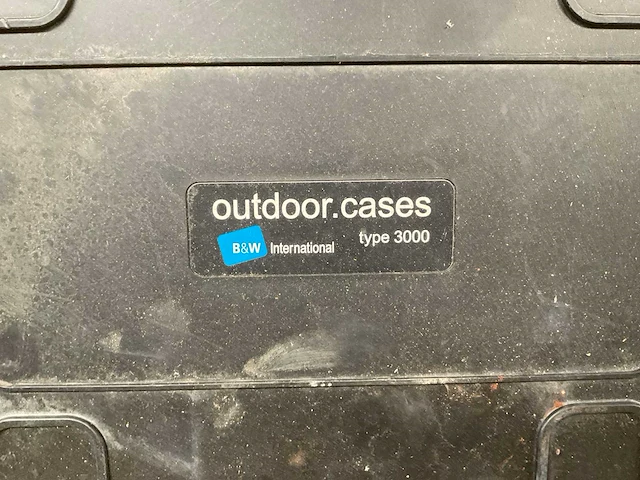 outdoor.cases
type 3000
B&W International